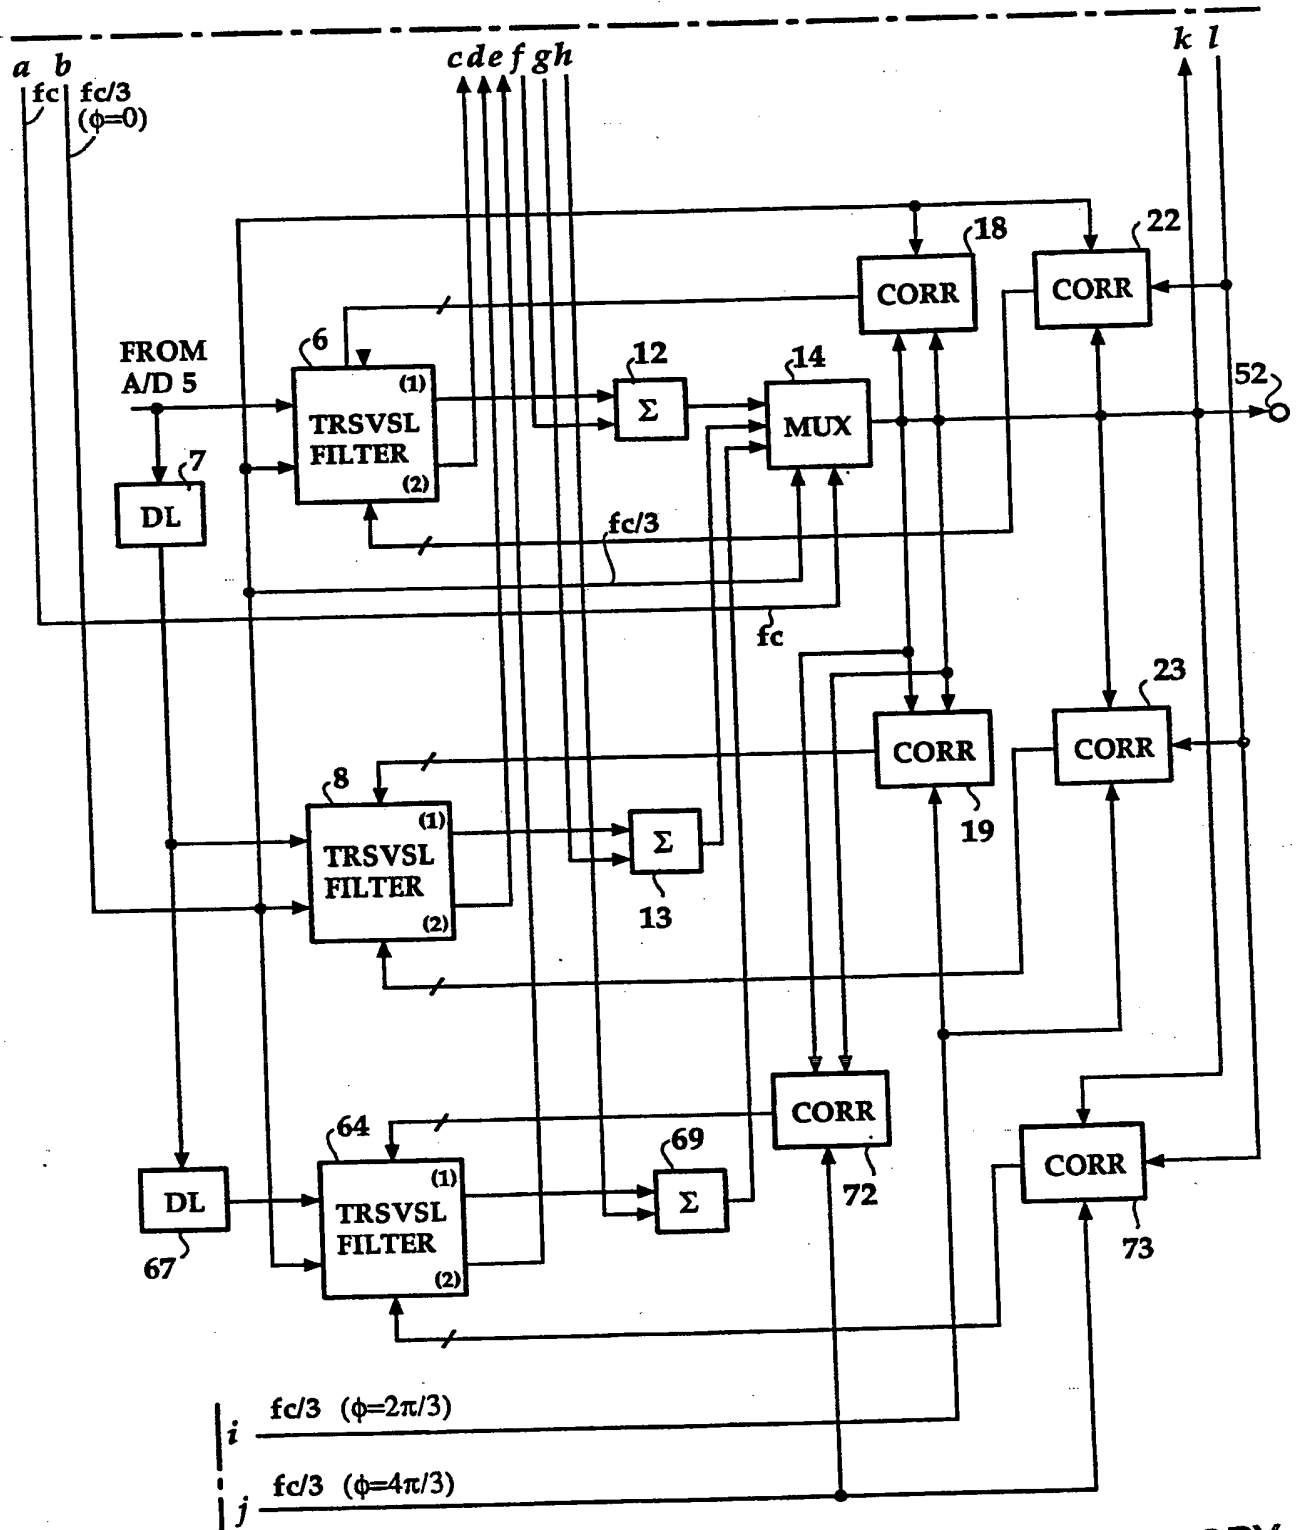 a b c d e f g h k l
fc fc/3
(ϕ=0)
18 22
CORR CORR
FROM
A/D 5
6 12 14 52
(1)
TRSVSL
FILTER
(2)
Σ MUX
7
DL
fc/3
fc
23
CORR CORR
19
8
(1)
TRSVSL
FILTER
(2)
Σ
13
CORR
72
CORR
73
64 69
(1)
TRSVSL
FILTER
(2)
Σ
DL
67
fc/3 (ϕ=2π/3)
i
fc/3 (ϕ=4π/3)
j